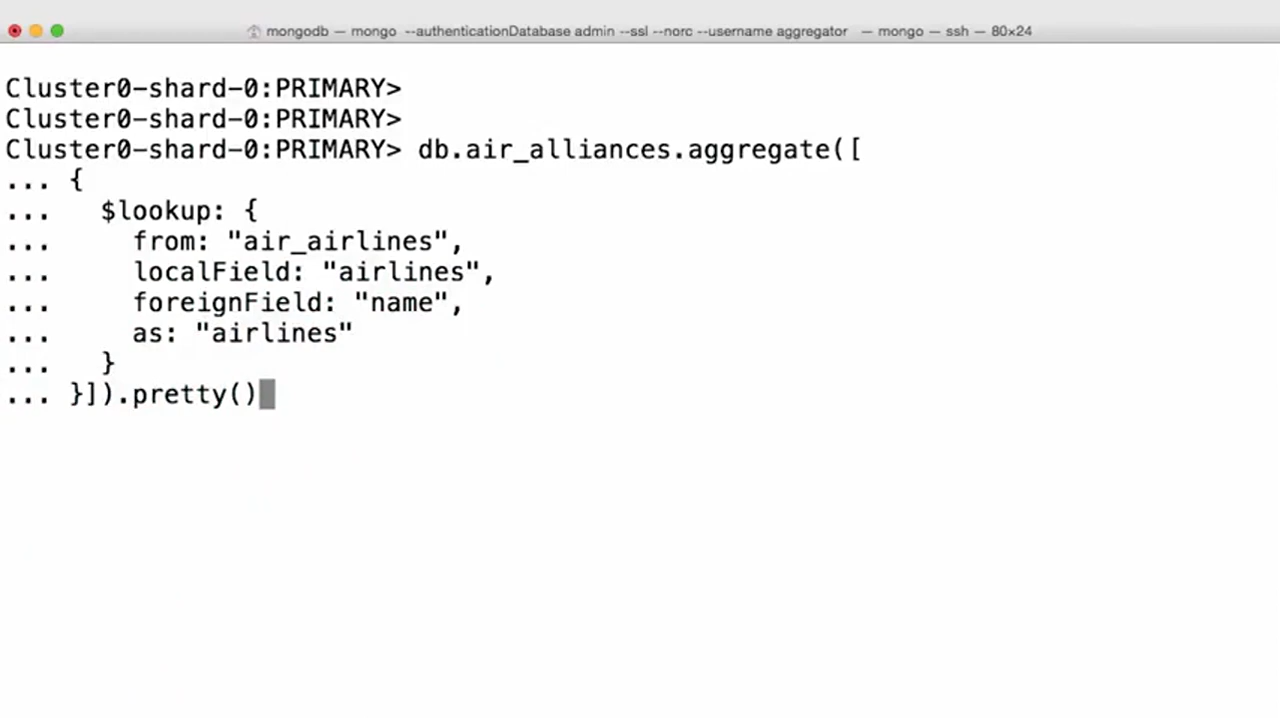 mongodb — mongo --authenticationDatabase admin --ssl --norc --username aggregator — mongo — ssh — 80×24
Cluster0-shard-0:PRIMARY>
Cluster0-shard-0:PRIMARY>
Cluster0-shard-0:PRIMARY> db.air_alliances.aggregate([
... {
...   $lookup: {
...     from: "air_airlines",
...     localField: "airlines",
...     foreignField: "name",
...     as: "airlines"
...   }
... }]).pretty()